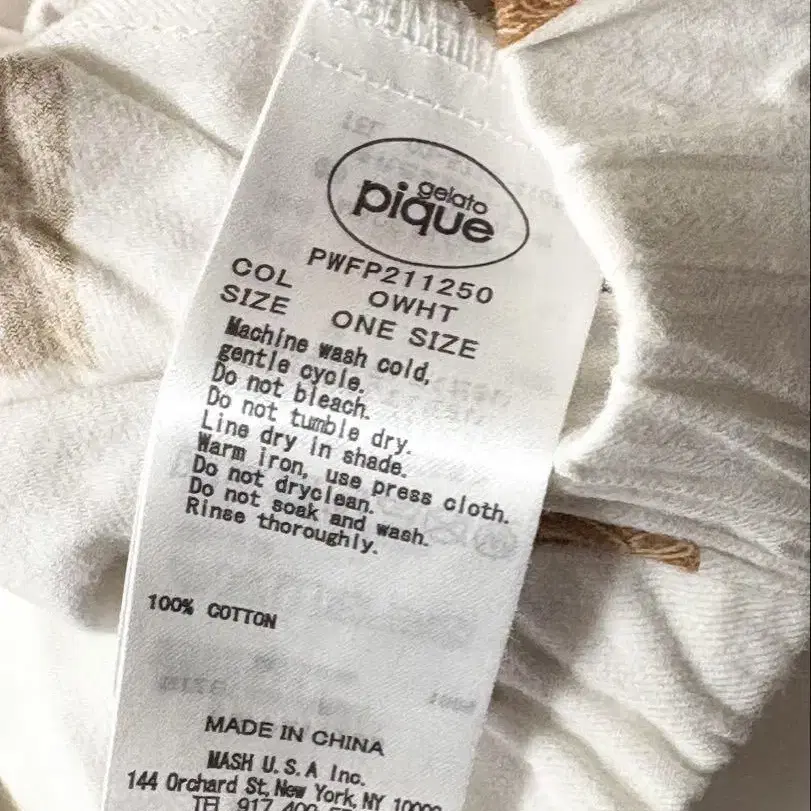 gelato
pique
PWFP211250
COL OWHT
SIZE ONE SIZE
Machine wash cold,
gentle cycle.
Do not bleach.
Do not tumble dry.
Line dry in shade.
Warm iron, use press cloth.
Do not dryclean.
Do not soak and wash.
Rinse thoroughly.
100% COTTON
MADE IN CHINA
MASH U.S.A Inc.
144 Orchard St, New York, NY
TEL 917